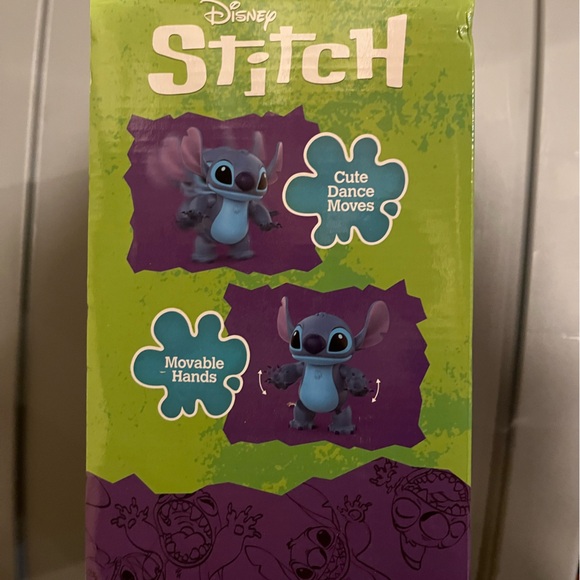 Disney
Stitch
Cute
Dance
Moves
Movable
Hands